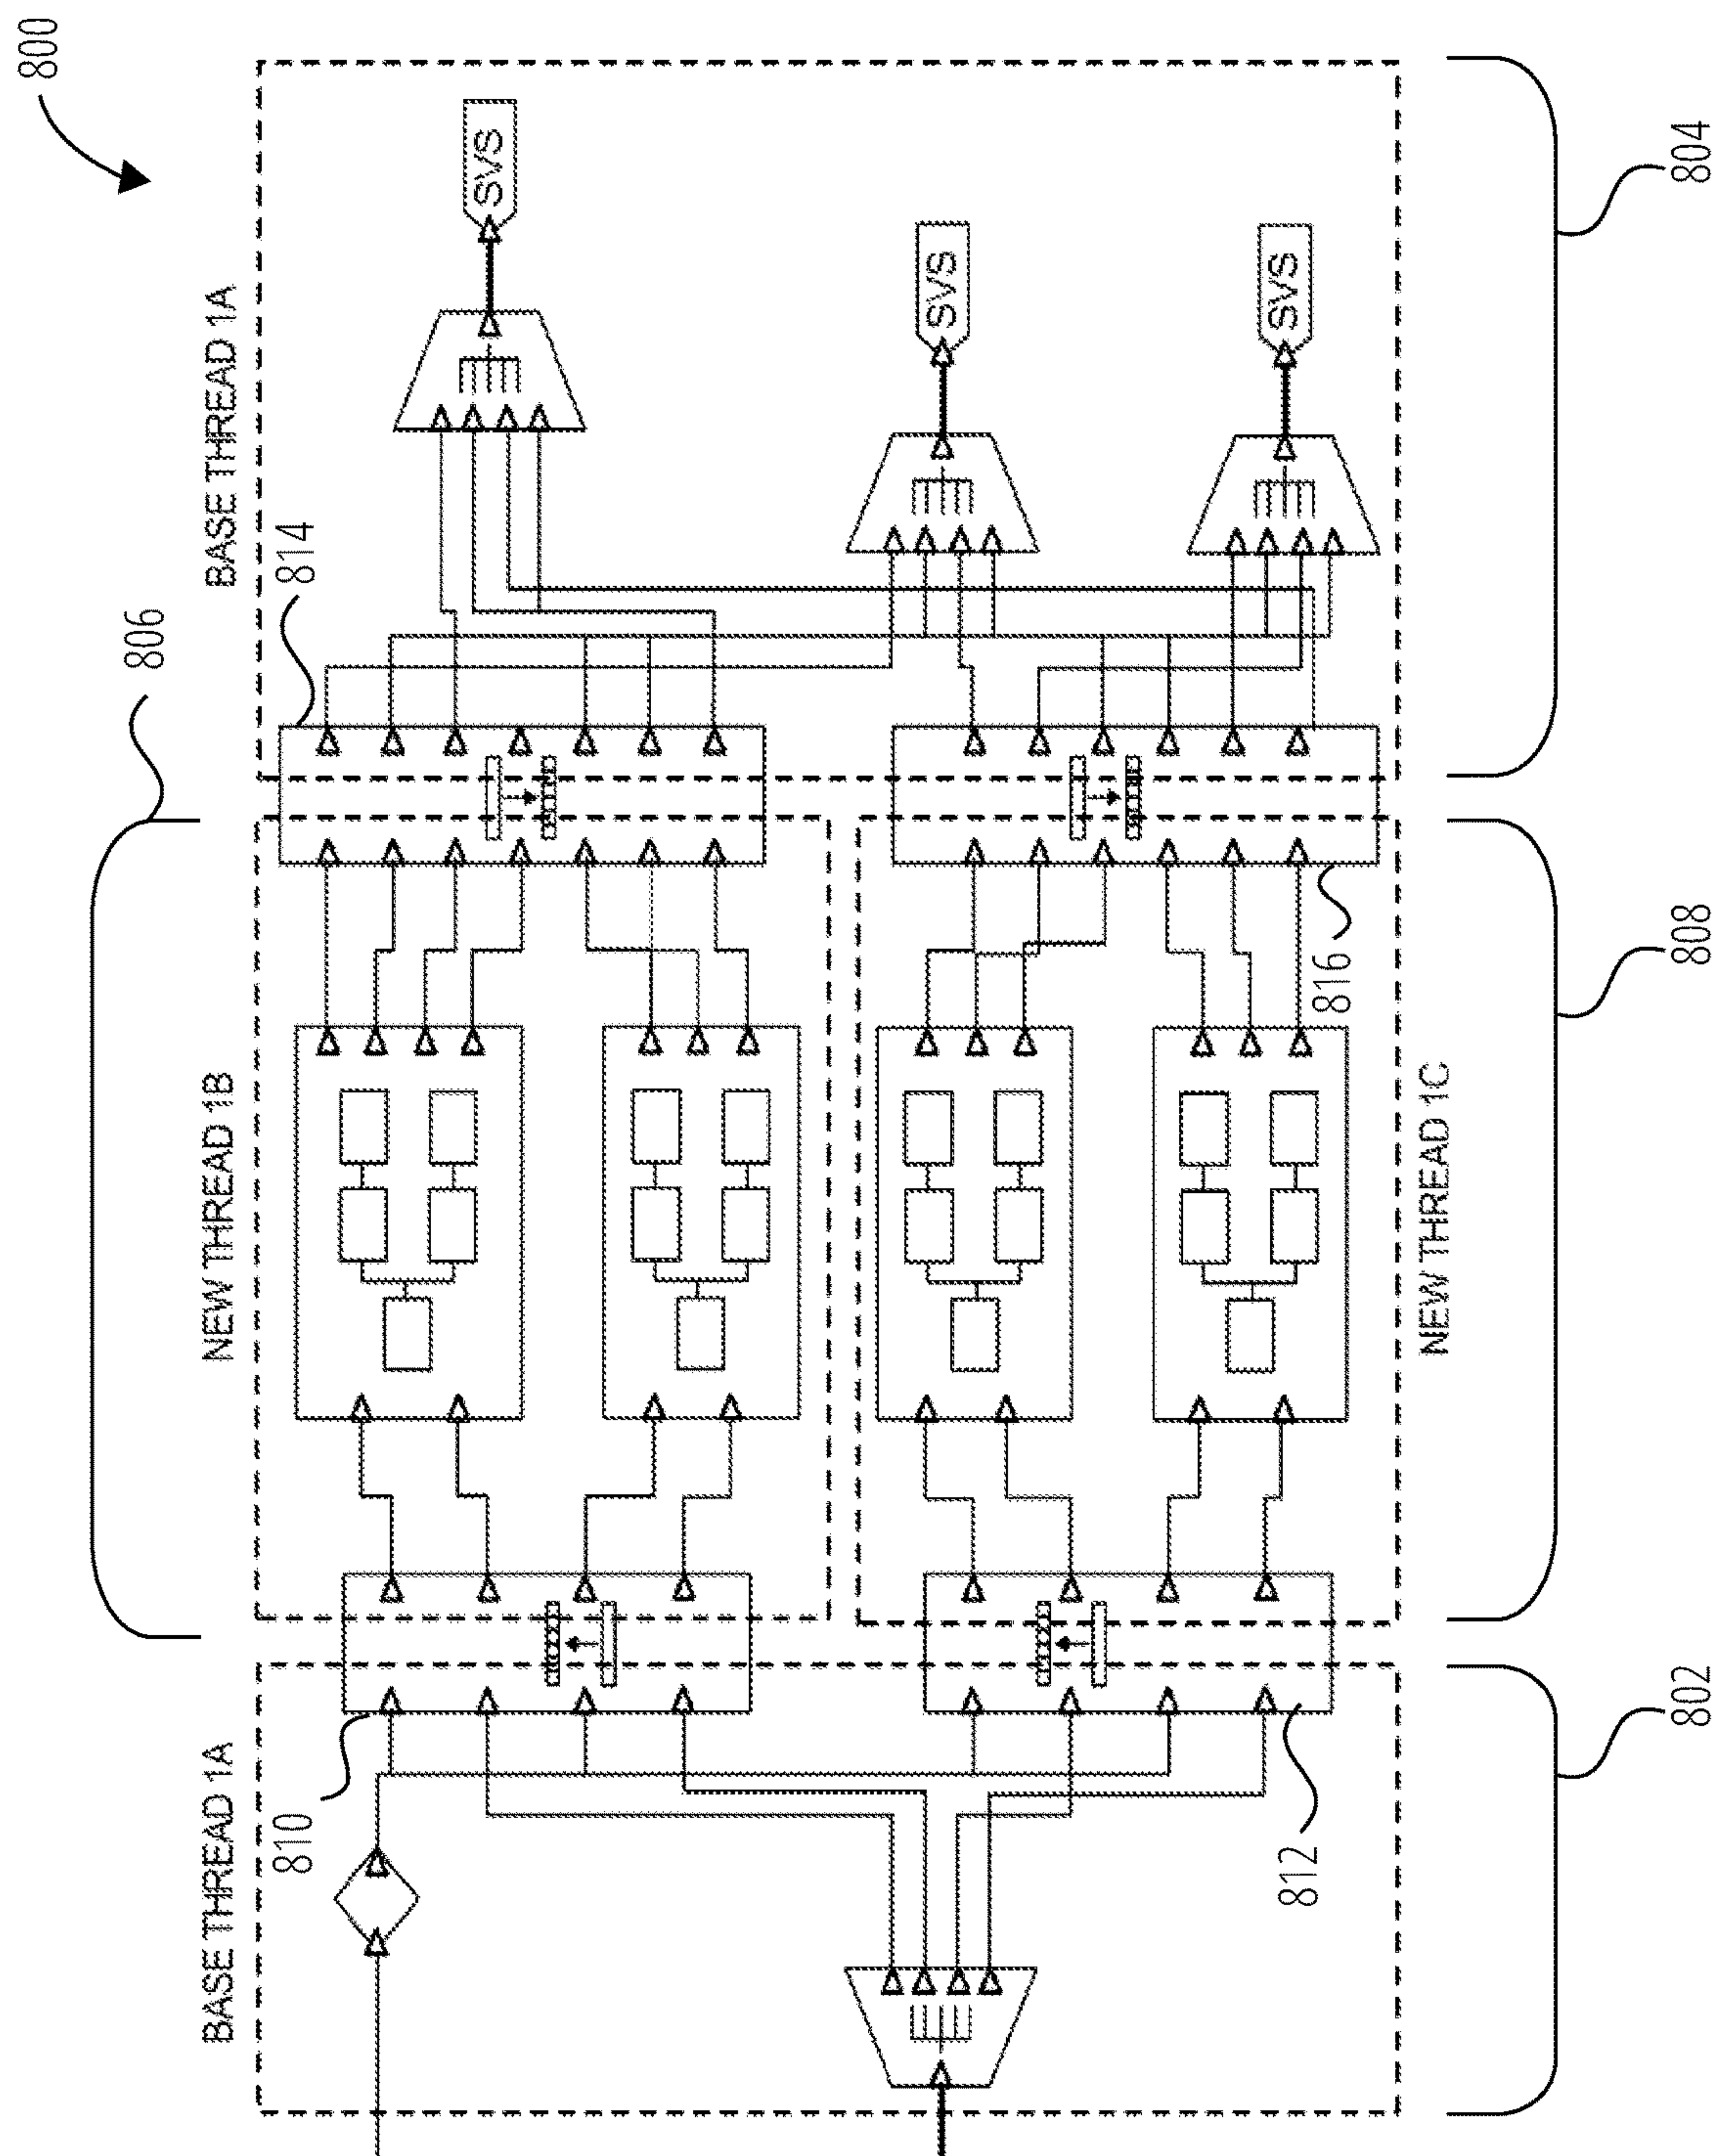 800
BASE THREAD 1A
NEW THREAD 1B
BASE THREAD 1A
806
814
810
SVS
SVS
SVS
816
812
NEW THREAD 1C
802
808
804